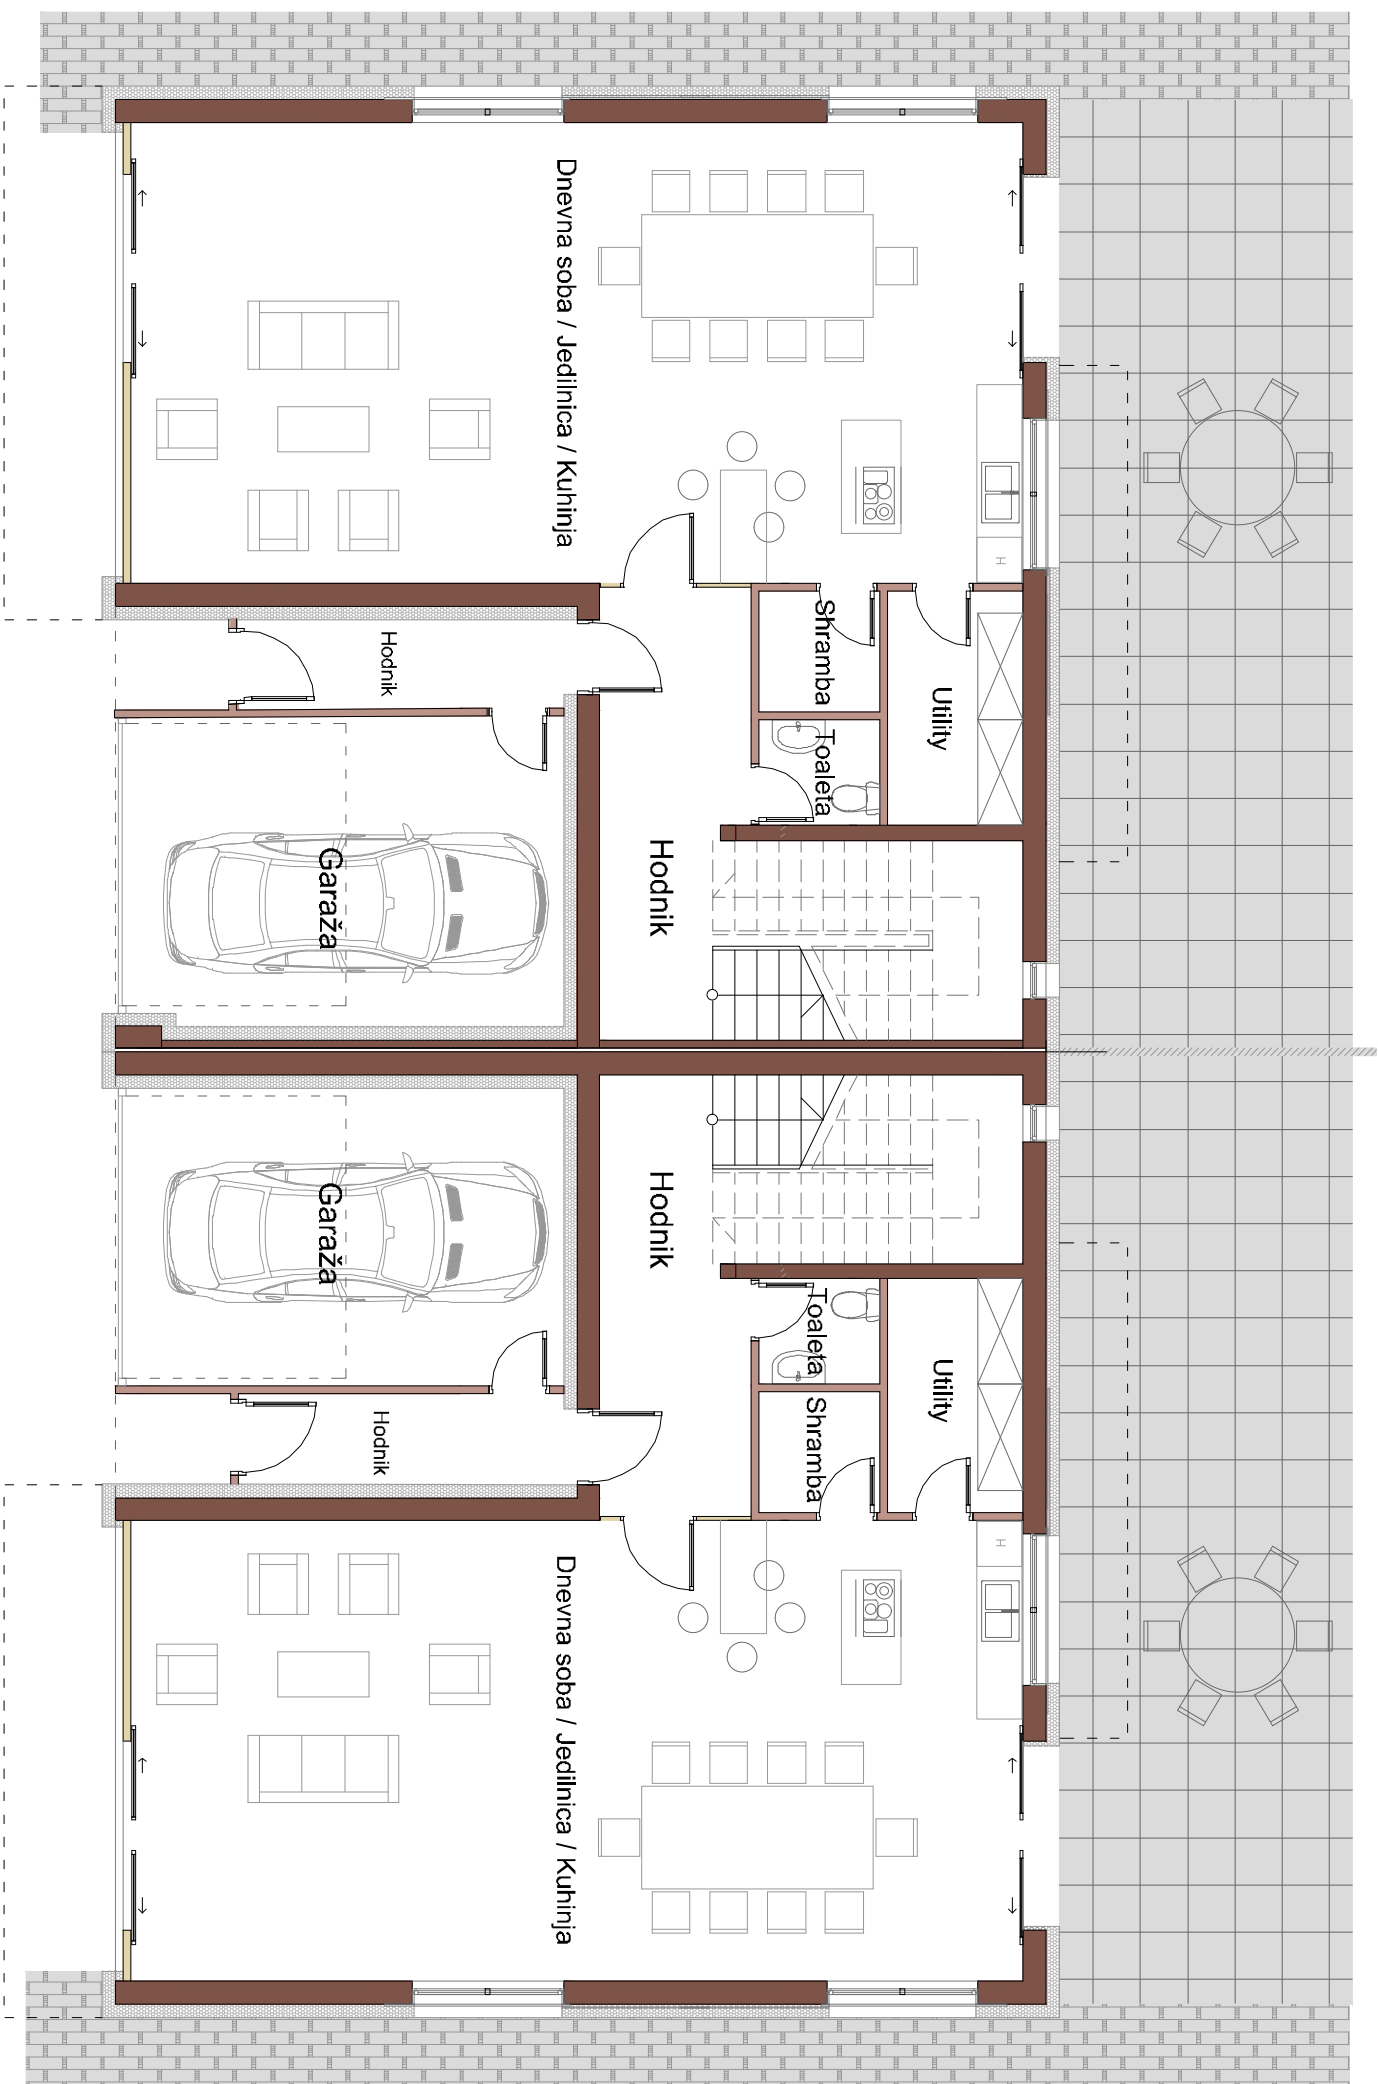 Dnevna soba / Jedilnica / Kuhinja
H
Shramba
Hodnik
Utility
Toaleta
Hodnik
Garaža
Hodnik
Garaža
Toaleta
Utility
Shramba
Hodnik
H
Dnevna soba / Jedilnica / Kuhinja